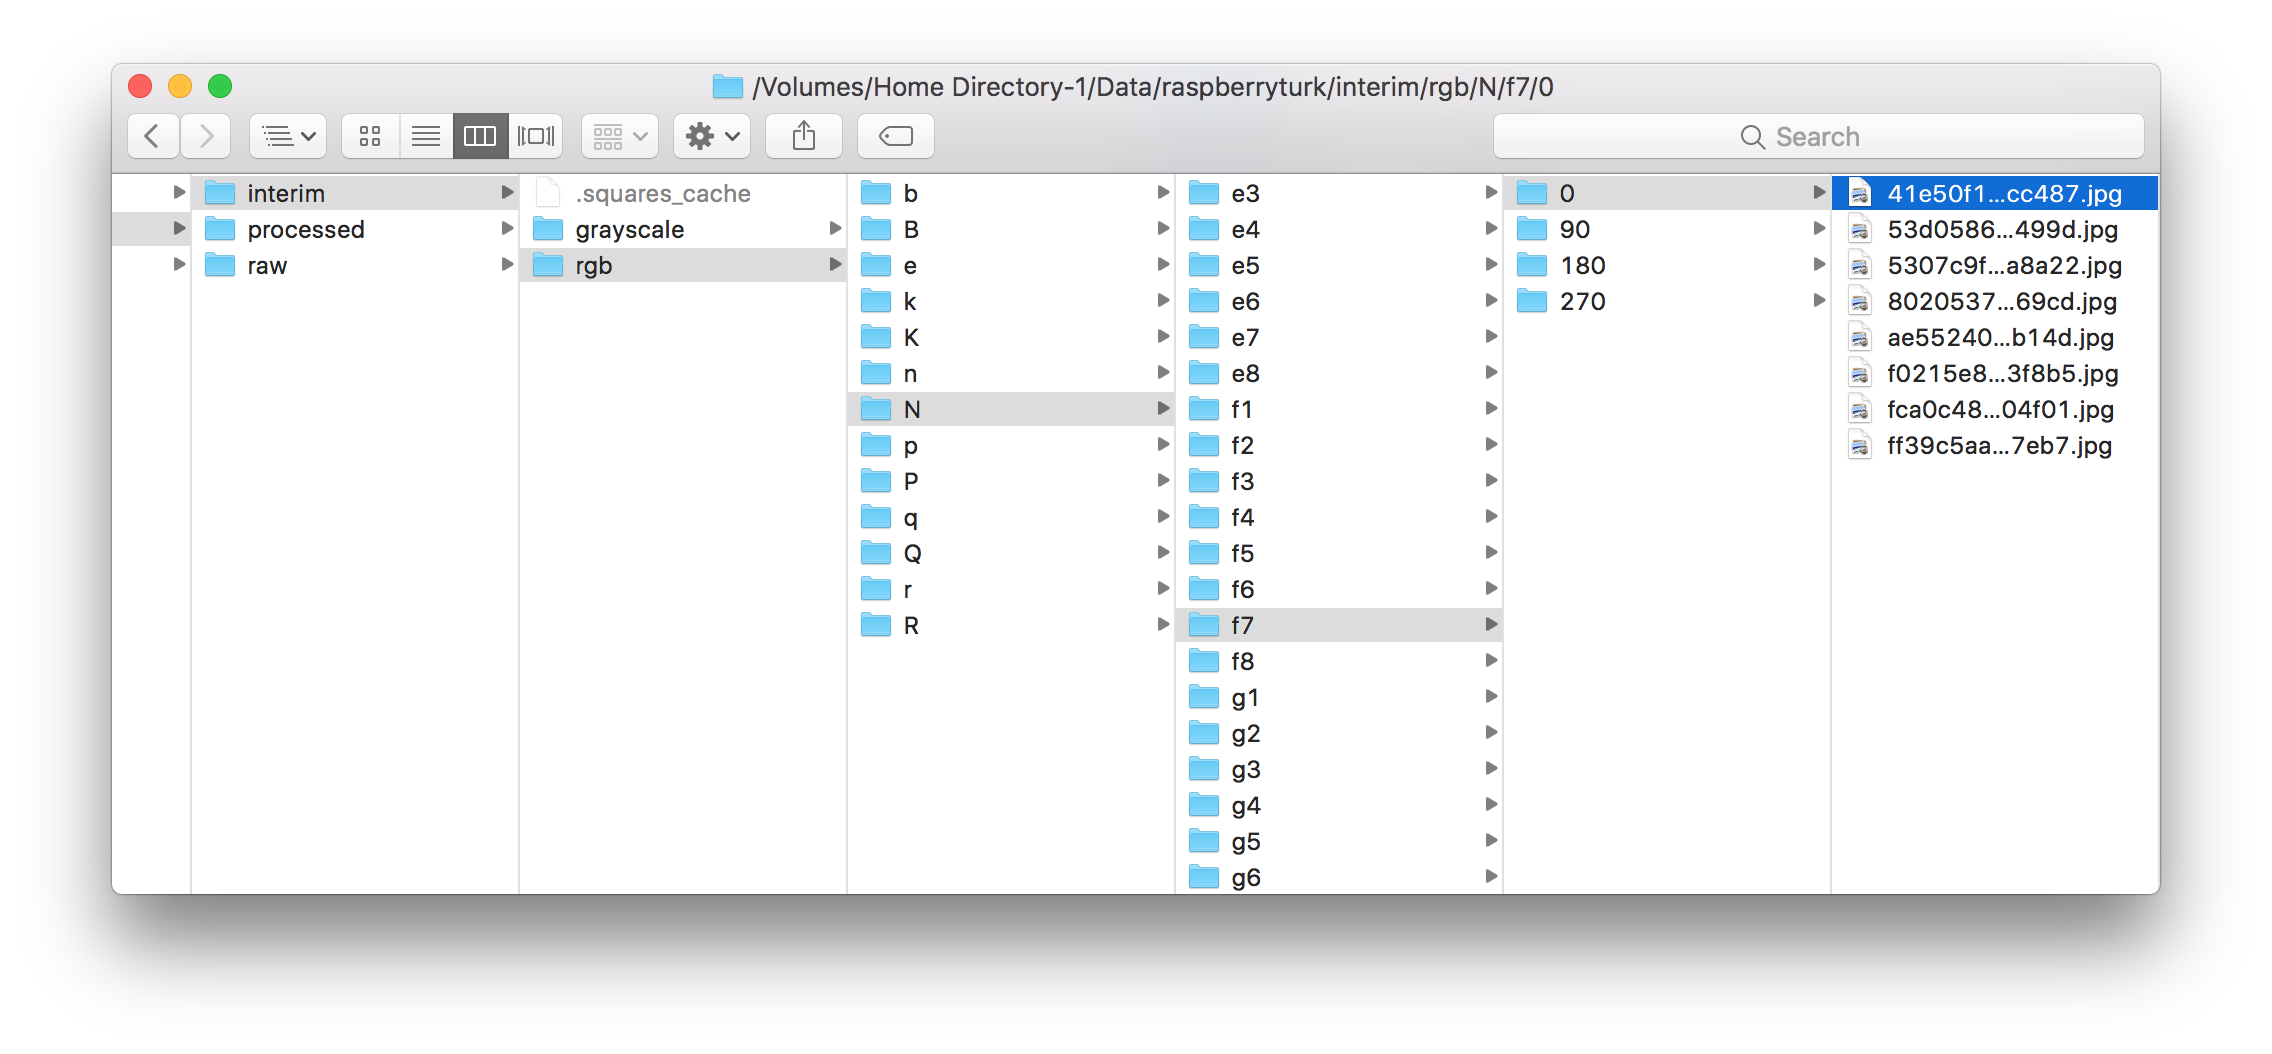 /Volumes/Home Directory-1/Data/raspberryturk/interim/rgb/N/f7/0
Search
interim
processed
raw
.squares_cache
grayscale
rgb
b
B
e
k
K
n
N
p
P
q
Q
r
R
e3
e4
e5
e6
e7
e8
f1
f2
f3
f4
f5
f6
f7
f8
g1
g2
g3
g4
g5
g6
0
90
180
270
41e50f1...cc487.jpg
53d0586...499d.jpg
5307c9f...a8a22.jpg
8020537...69cd.jpg
ae55240...b14d.jpg
f0215e8...3f8b5.jpg
fca0c48...04f01.jpg
ff39c5aa...7eb7.jpg